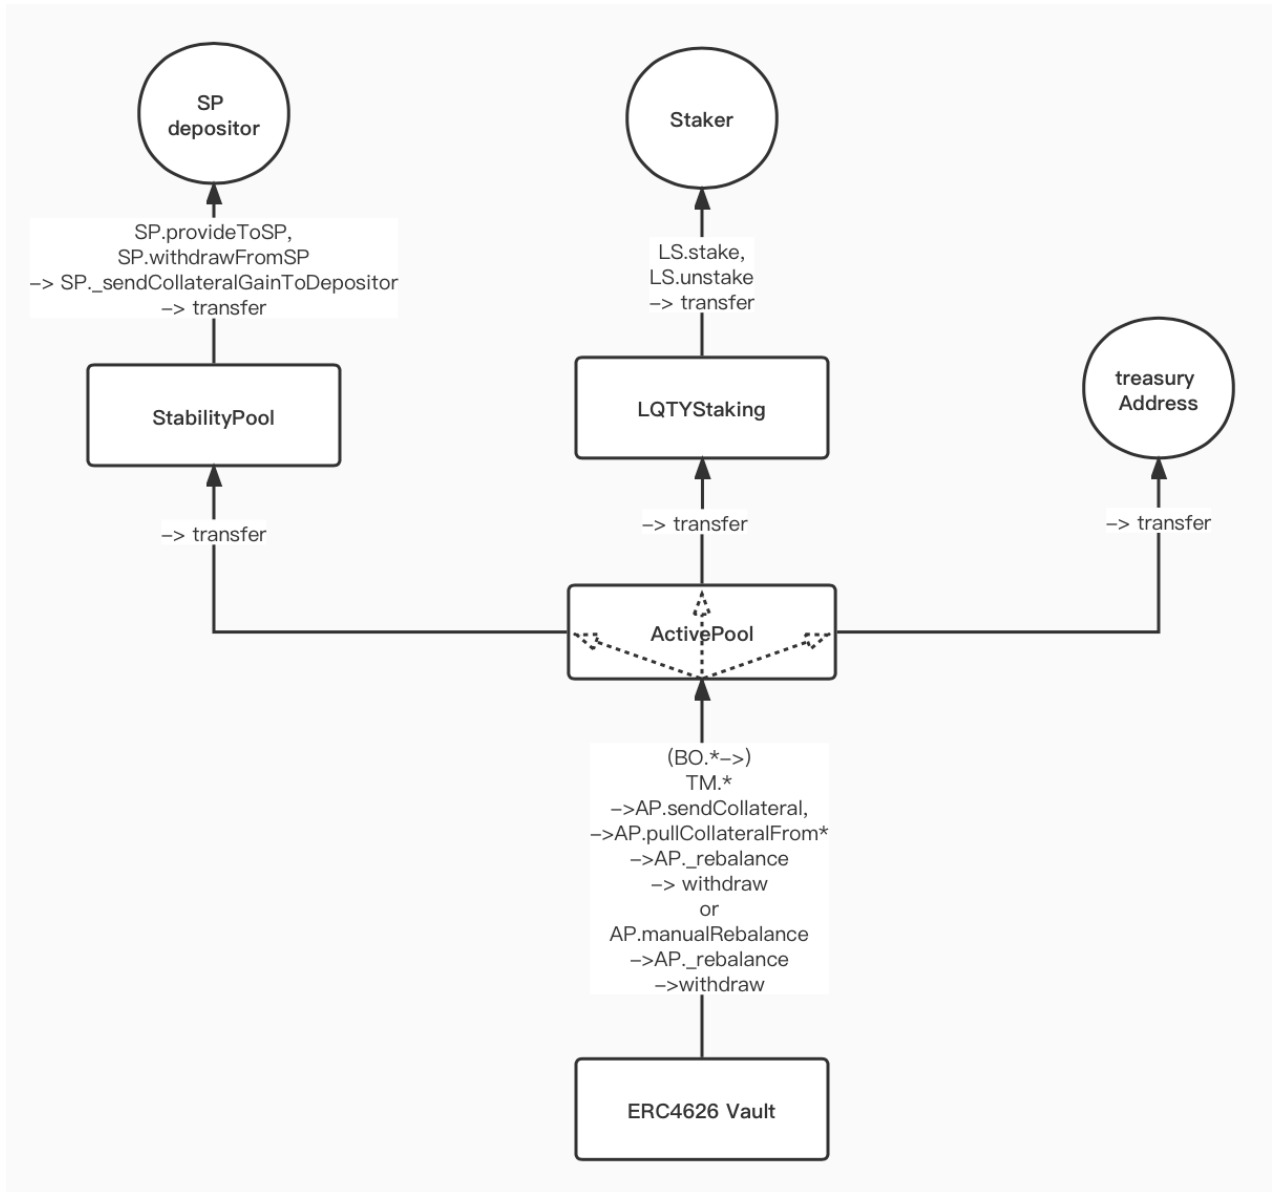 SP
depositor
Staker
SP.provideToSP,
SP.withdrawFromSP
–> SP._sendCollateralGainToDepositor
–> transfer
LS.stake,
LS.unstake
–> transfer
treasury
Address
StabilityPool
LQTYStaking
–> transfer
–> transfer
–> transfer
ActivePool
(BO.*–>)
TM.*
–>AP.sendCollateral,
–>AP.pullCollateralFrom*
–>AP._rebalance
–> withdraw
or
AP.manualRebalance
–>AP._rebalance
–>withdraw
ERC4626 Vault